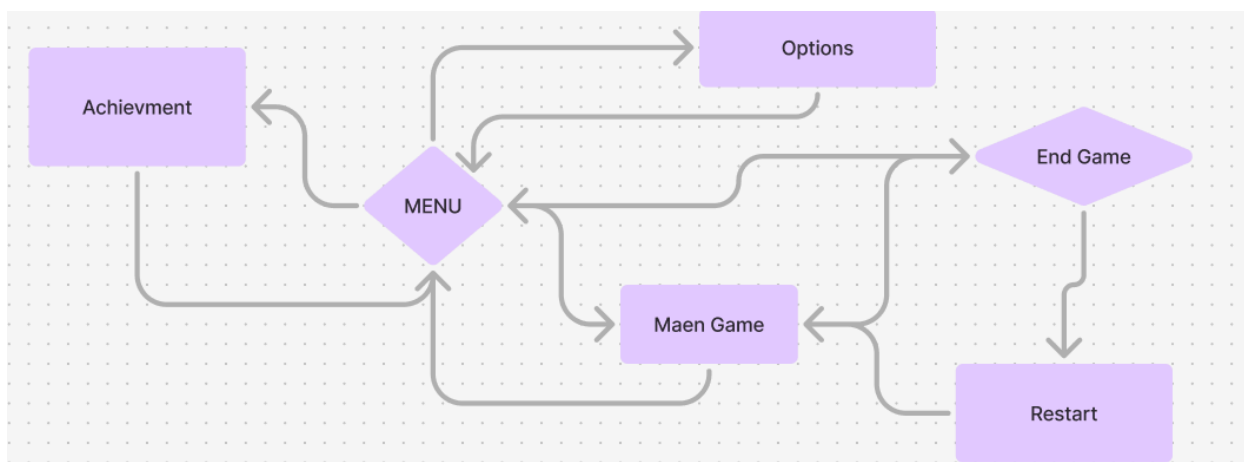 Options
Achievment
End Game
MENU
Maen Game
Restart